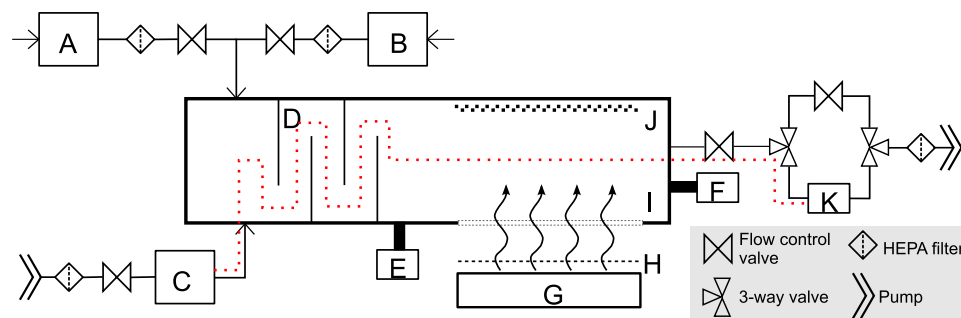 A
B
D
J
F
I
K
C
E
H
G
Flow control
valve
HEPA filter
3-way valve
Pump